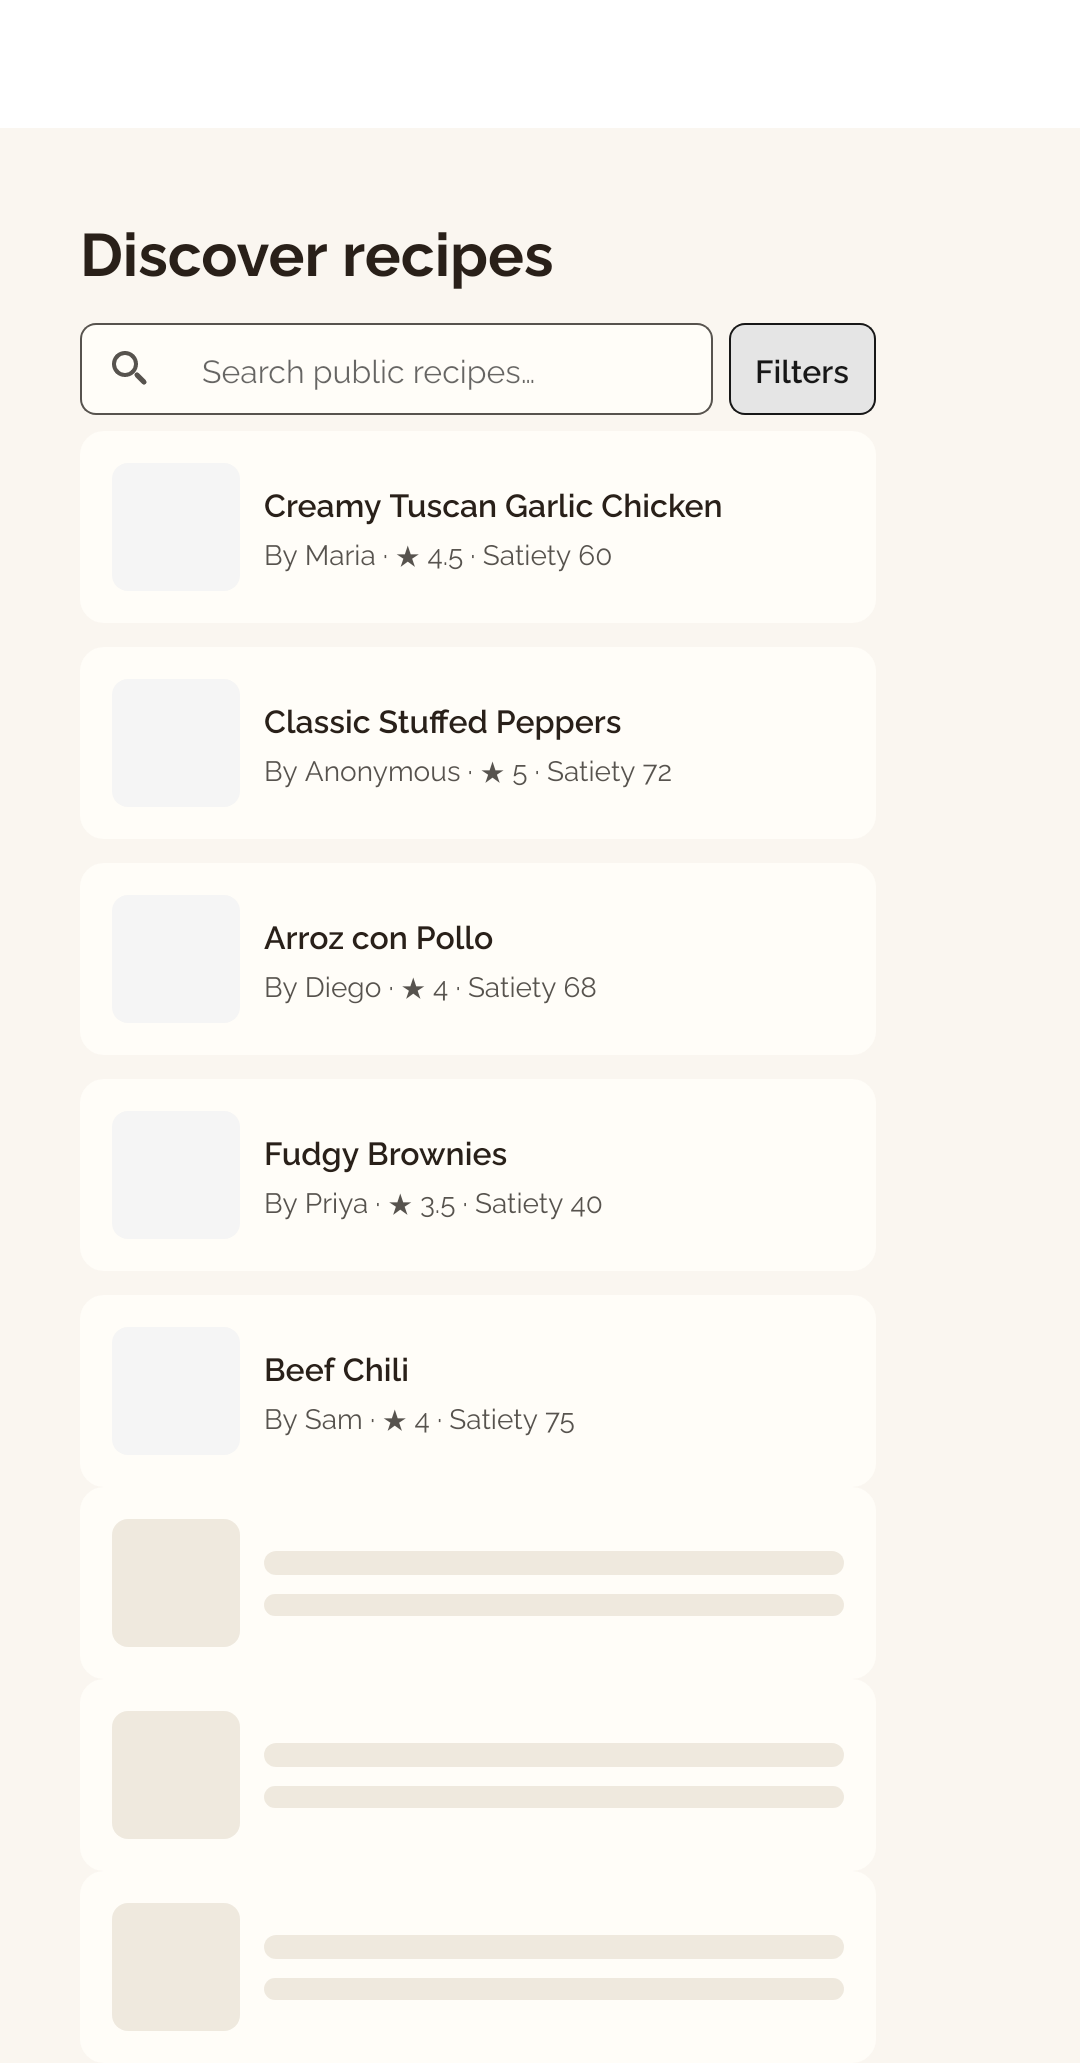 Discover recipes
Search public recipes…
Filters
Creamy Tuscan Garlic Chicken
By Maria · ★ 4.5 · Satiety 60
Classic Stuffed Peppers
By Anonymous · ★ 5 · Satiety 72
Arroz con Pollo
By Diego · ★ 4 · Satiety 68
Fudgy Brownies
By Priya · ★ 3.5 · Satiety 40
Beef Chili
By Sam · ★ 4 · Satiety 75